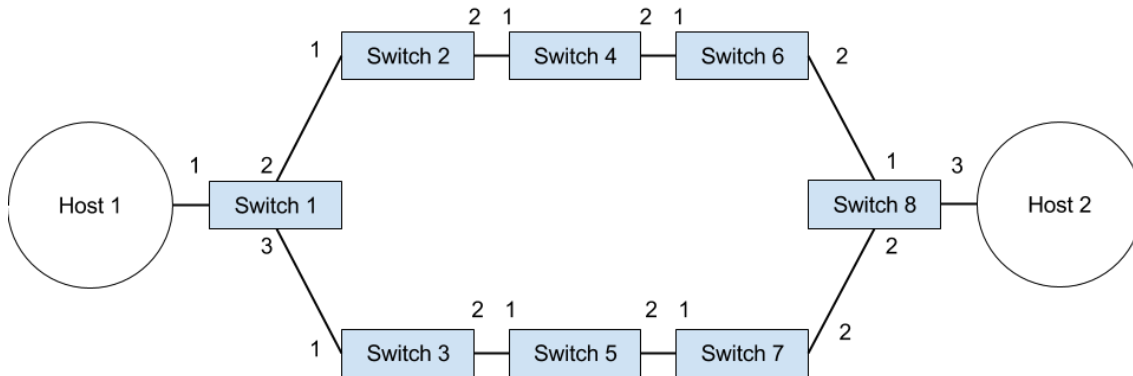 2 1 2 1
1 Switch 2 Switch 4 Switch 6 2
1 2 1 3
Host 1 Switch 1 Switch 8 Host 2
3 2
2 1 2 1
1 Switch 3 Switch 5 Switch 7 2